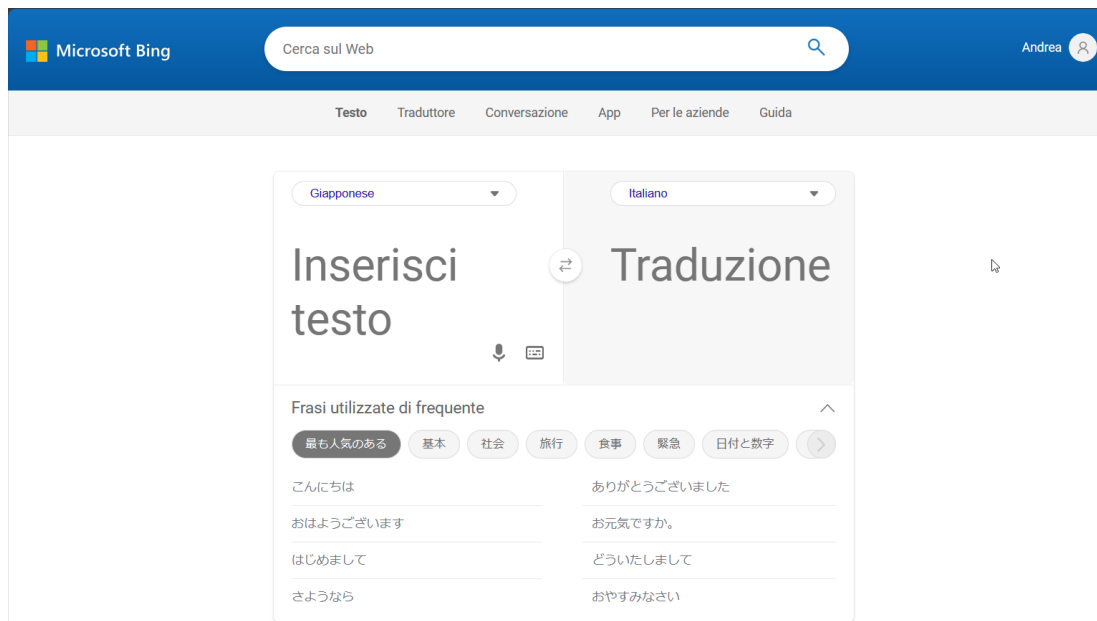 Microsoft Bing
Cerca sul Web
Andrea
Testo Traduttore Conversazione App Per le aziende Guida
Giapponese
Italiano
Inserisci
testo
Traduzione
Frasi utilizzate di frequente
最も人気のある 基本 社会 旅行 食事 緊急 日付と数字
こんにちは ありがとうございました
おはようございます お元気ですか。
はじめまして どういたしまして
さようなら おやすみなさい